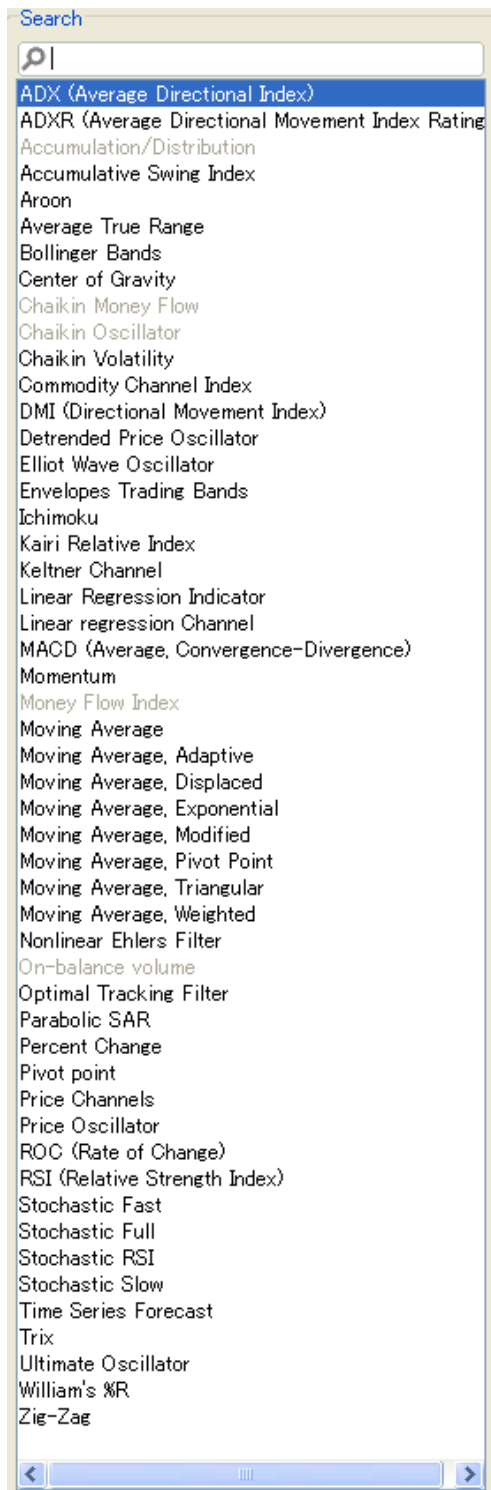 Search
ADX (Average Directional Index)
ADXR (Average Directional Movement Index Rating
Accumulation/Distribution
Accumulative Swing Index
Aroon
Average True Range
Bollinger Bands
Center of Gravity
Chaikin Money Flow
Chaikin Oscillator
Chaikin Volatility
Commodity Channel Index
DMI (Directional Movement Index)
Detrended Price Oscillator
Elliot Wave Oscillator
Envelopes Trading Bands
Ichimoku
Kairi Relative Index
Keltner Channel
Linear Regression Indicator
Linear regression Channel
MACD (Average, Convergence-Divergence)
Momentum
Money Flow Index
Moving Average
Moving Average, Adaptive
Moving Average, Displaced
Moving Average, Exponential
Moving Average, Modified
Moving Average, Pivot Point
Moving Average, Triangular
Moving Average, Weighted
Nonlinear Ehlers Filter
On-balance volume
Optimal Tracking Filter
Parabolic SAR
Percent Change
Pivot point
Price Channels
Price Oscillator
ROC (Rate of Change)
RSI (Relative Strength Index)
Stochastic Fast
Stochastic Full
Stochastic RSI
Stochastic Slow
Time Series Forecast
Trix
Ultimate Oscillator
William's %R
Zig-Zag